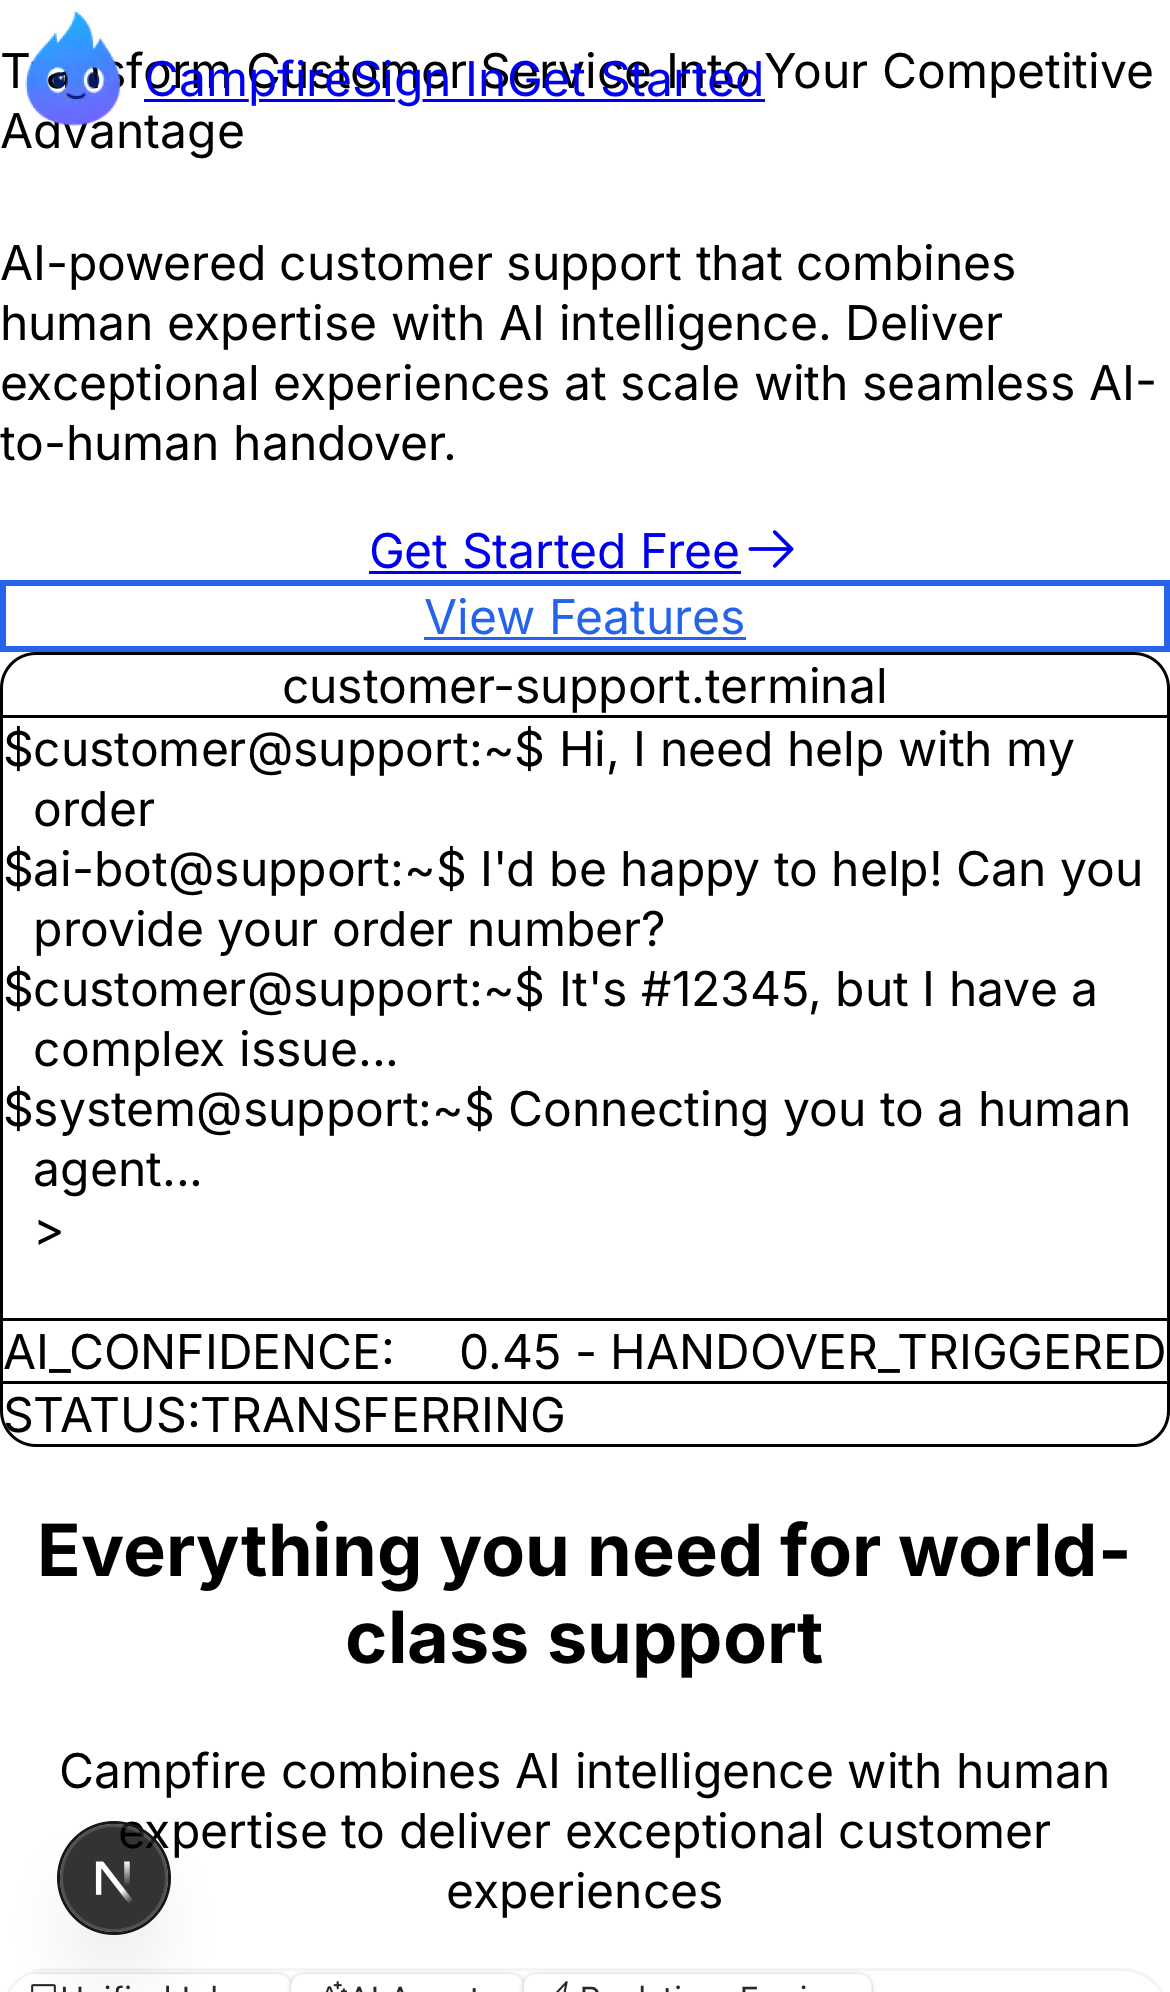 Transform Customer Service Into Your Competitive
Advantage
CampfireSign InGet Started
AI-powered customer support that combines
human expertise with AI intelligence. Deliver
exceptional experiences at scale with seamless AI-
to-human handover.
Get Started Free
View Features
customer-support.terminal
$customer@support:~$ Hi, I need help with my
order
$ai-bot@support:~$ I'd be happy to help! Can you
provide your order number?
$customer@support:~$ It's #12345, but I have a
complex issue...
$system@support:~$ Connecting you to a human
agent...
>
AI_CONFIDENCE: 0.45 - HANDOVER_TRIGGERED
STATUS:TRANSFERRING
Everything you need for world-
class support
Campfire combines AI intelligence with human
expertise to deliver exceptional customer
experiences
N